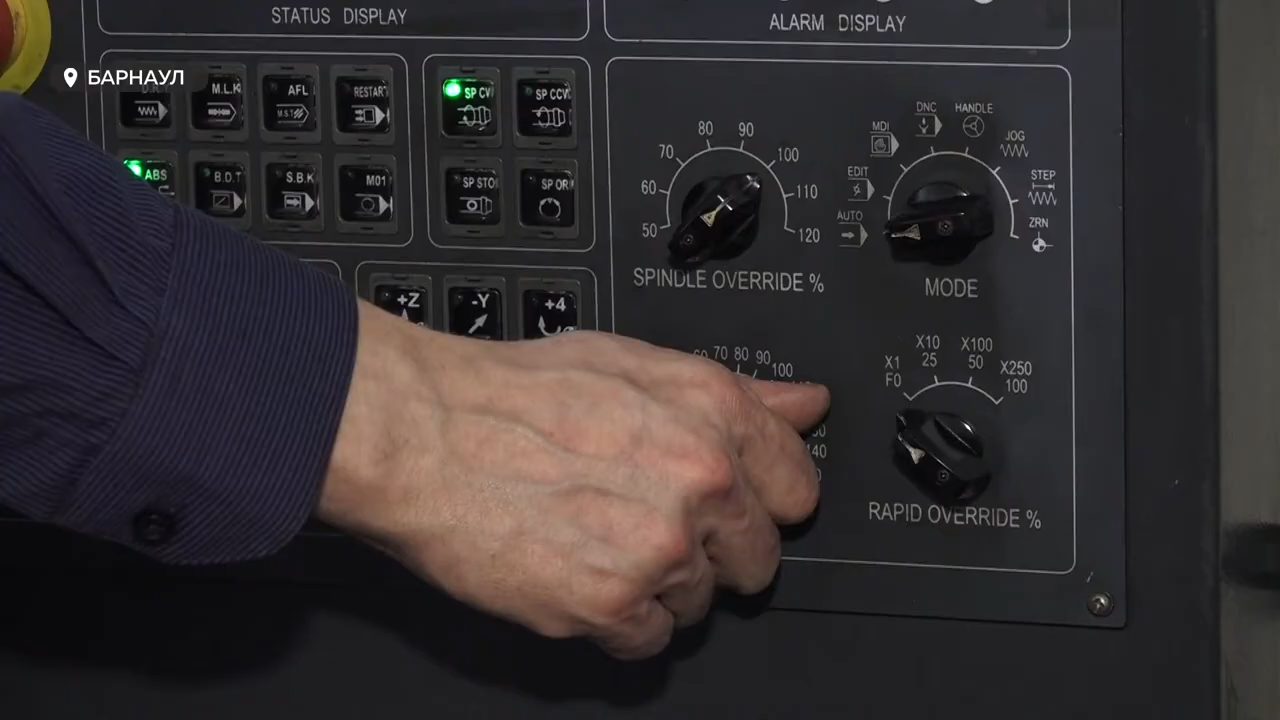 STATUS DISPLAY
ALARM DISPLAY
БАРНАУЛ
M.L.K
AFL
M.S.T
RESTART
SP CW
SP CCW
ABS
B.D.T
S.B.K
M01
SP STO
SP ORI
+Z
-Y
+4
50
60
70
80
90
100
110
120
SPINDLE OVERRIDE %
AUTO
EDIT
MDI
DNC
HANDLE
JOG
STEP
ZRN
MODE
70
80
90
100
140
X1
F0
X10
25
X100
50
X250
100
RAPID OVERRIDE %